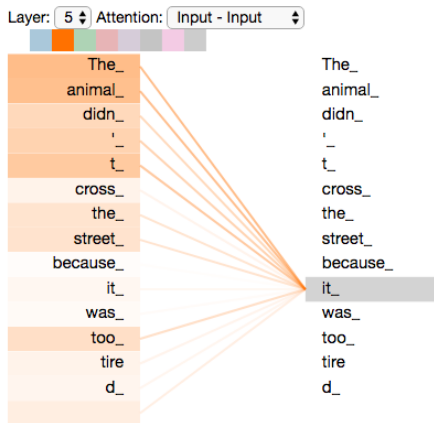 Layer: 5 Attention: Input - Input
The_ The_
animal_ animal_
didn_ didn_
'_ '_
t_ t_
cross_ cross_
the_ the_
street_ street_
because_ because_
it_ it_
was_ was_
too_ too_
tire tire
d_ d_